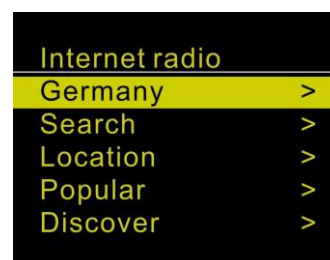 Internet radio
Germany >
Search >
Location >
Popular >
Discover >